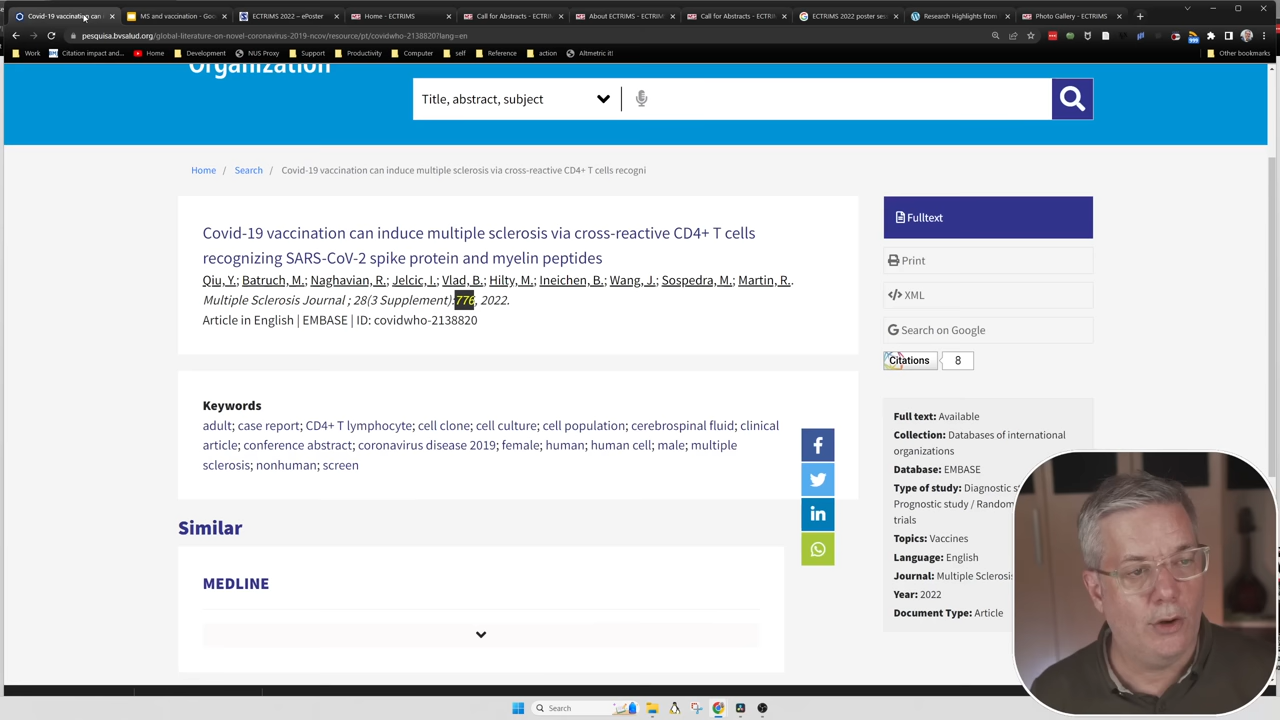 Covid-19 vaccination can i
MS and vaccination - Goo
ECTRIMS 2022 – ePoster
Home - ECTRIMS
Call for Abstracts - ECTRIM
About ECTRIMS - ECTRIMS
Call for Abstracts - ECTRIM
ECTRIMS 2022 poster ses
Research Highlights from
Photo Gallery - ECTRIMS
pesquisa.bvsalud.org/global-literature-on-novel-coronavirus-2019-ncov/resource/pt/covidwho-2138820?lang=en
Work
Citation impact and...
Home
Development
NUS Proxy
Support
Productivity
Computer
self
Reference
action
Altmetric it!
Other bookmarks
Organization
Title, abstract, subject
Home / Search / Covid-19 vaccination can induce multiple sclerosis via cross-reactive CD4+ T cells recogni
Covid-19 vaccination can induce multiple sclerosis via cross-reactive CD4+ T cells
recognizing SARS-CoV-2 spike protein and myelin peptides
Qiu, Y.; Batruch, M.; Naghavian, R.; Jelcic, I.; Vlad, B.; Hilty, M.; Ineichen, B.; Wang, J.; Sospedra, M.; Martin, R.
Multiple Sclerosis Journal ; 28(3 Supplement):776, 2022.
Article in English | EMBASE | ID: covidwho-2138820
Fulltext
Print
XML
Search on Google
Citations 8
Keywords
adult; case report; CD4+ T lymphocyte; cell clone; cell culture; cell population; cerebrospinal fluid; clinical
article; conference abstract; coronavirus disease 2019; female; human; human cell; male; multiple
sclerosis; nonhuman; screen
Similar
MEDLINE
Full text: Available
Collection: Databases of international
organizations
Database: EMBASE
Type of study: Diagnostic st
Prognostic study / Random
trials
Topics: Vaccines
Language: English
Journal: Multiple Sclerosis
Year: 2022
Document Type: Article
Search